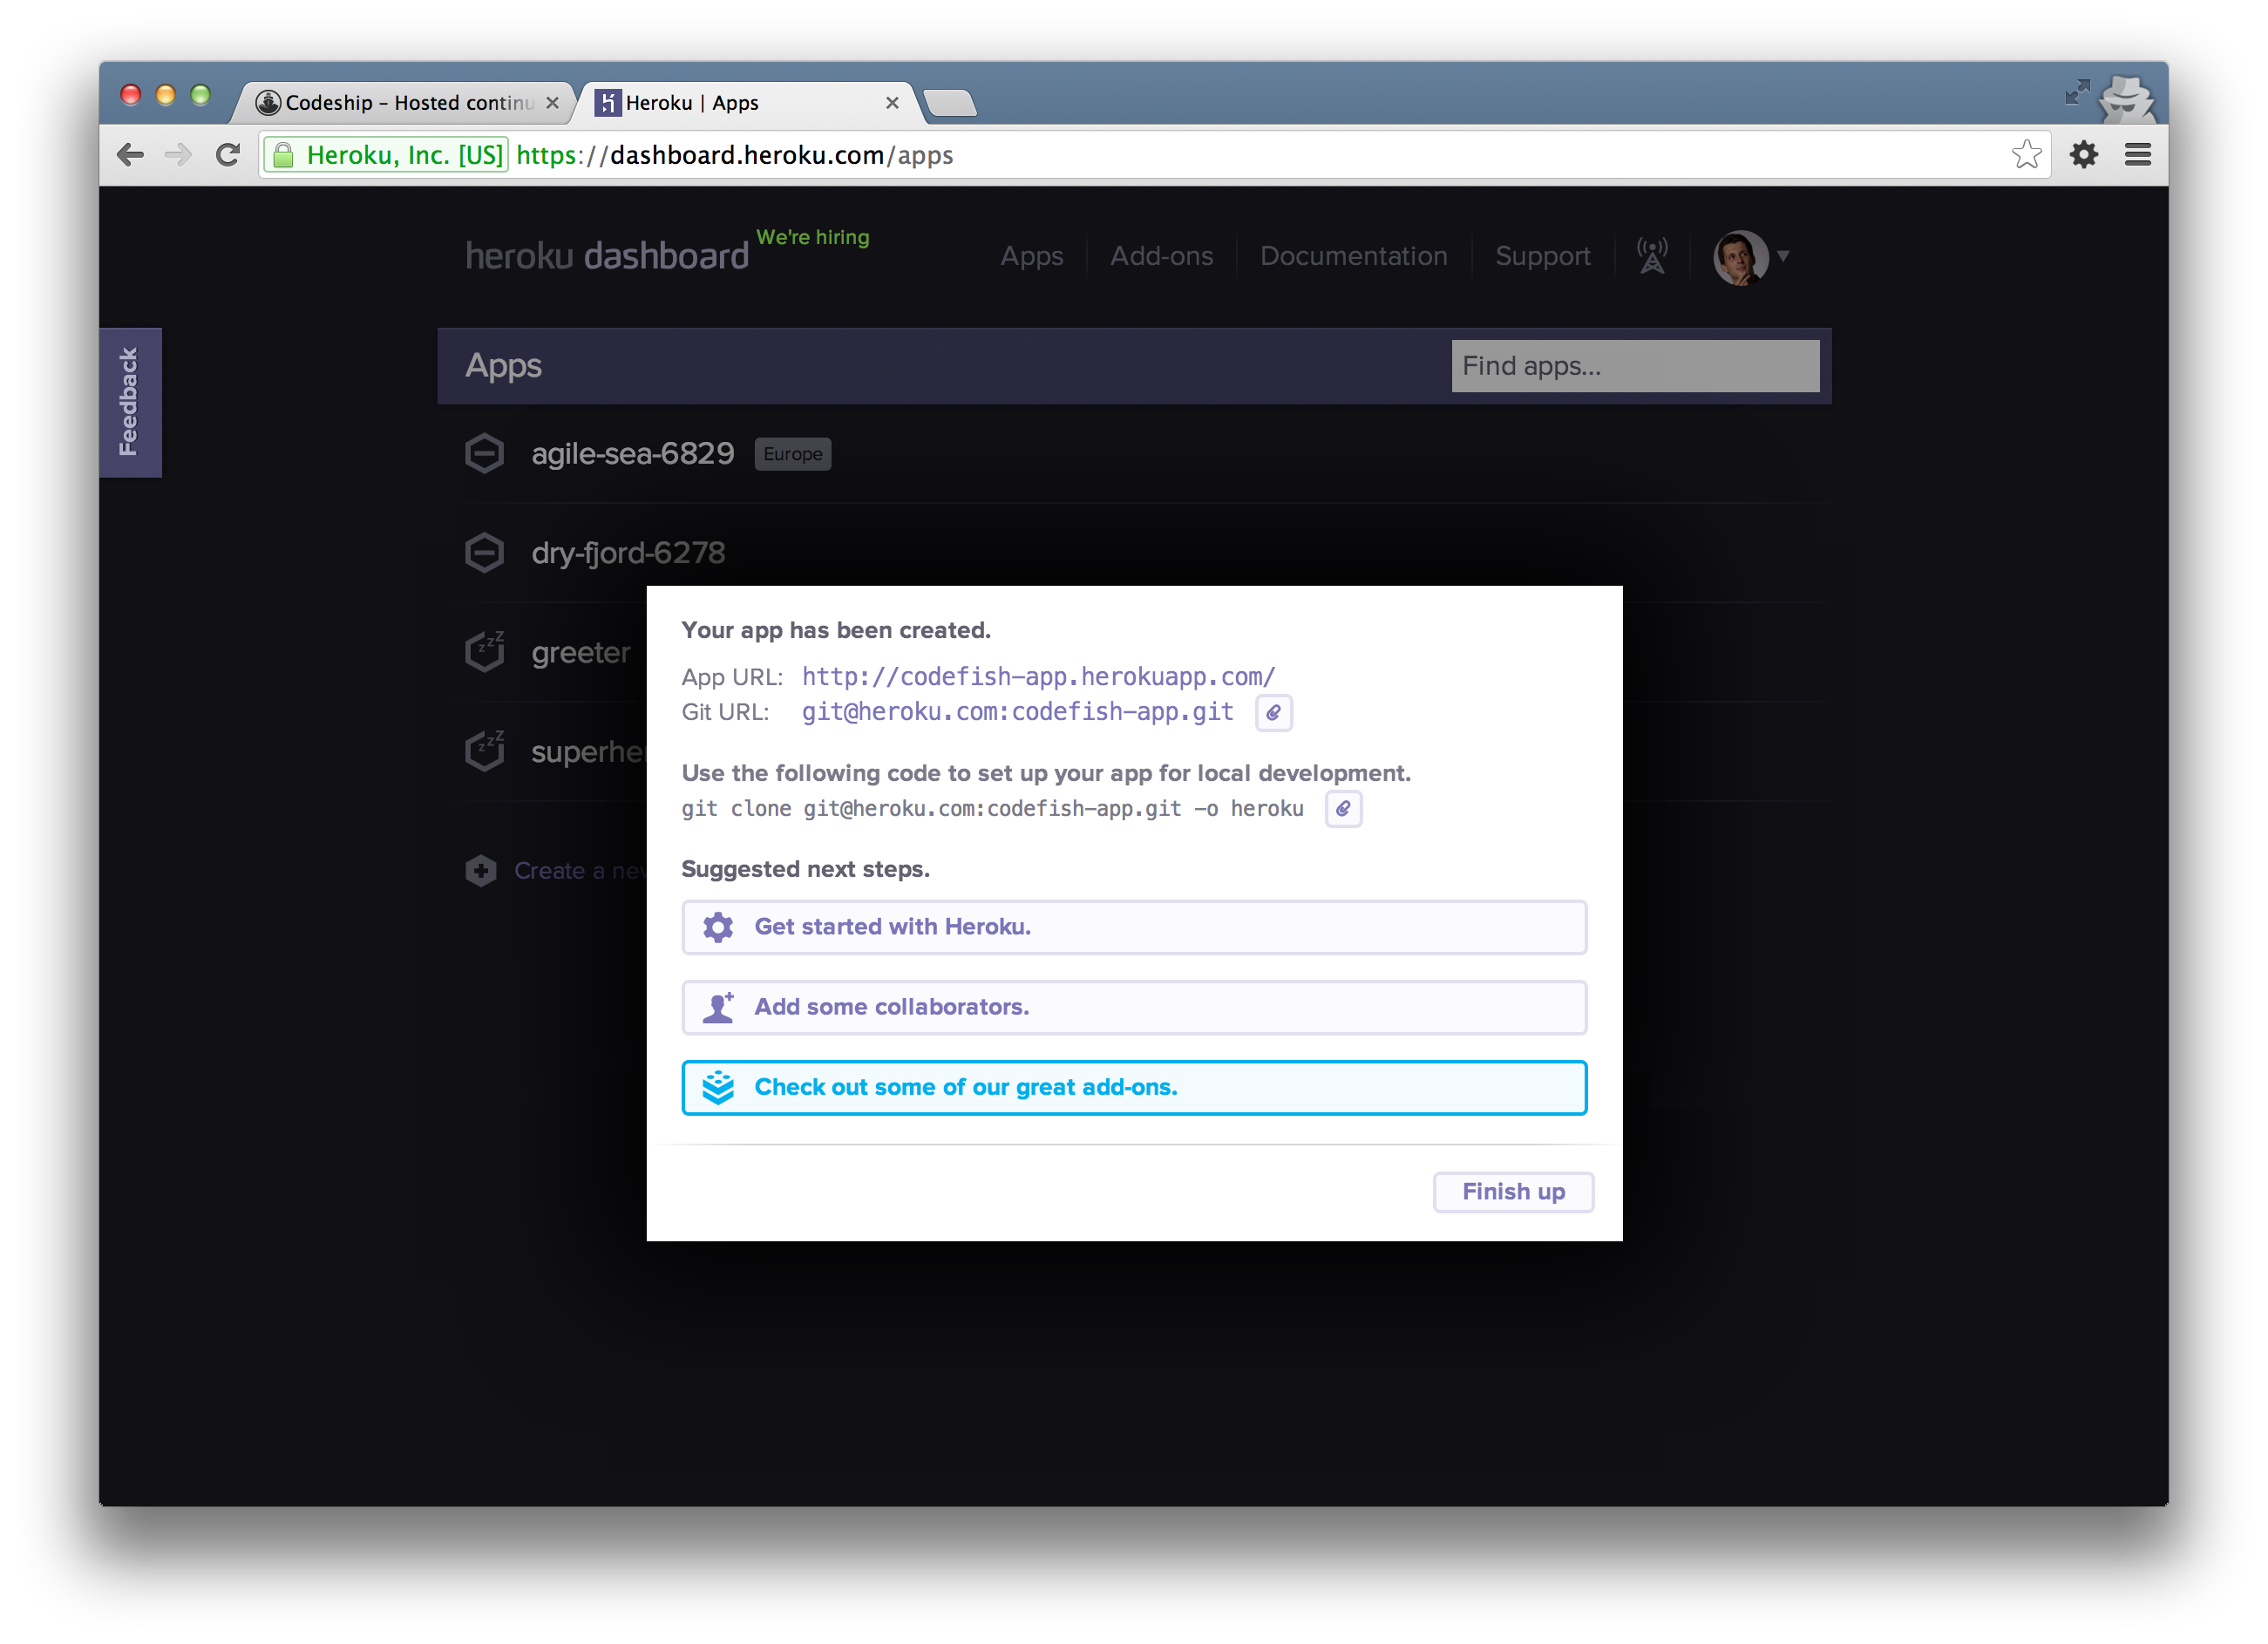 Codeship – Hosted continu
Heroku | Apps
Heroku, Inc. [US] https://dashboard.heroku.com/apps
heroku dashboard We're hiring
Apps Add-ons Documentation Support
Feedback
Apps Find apps...
agile-sea-6829 Europe
dry-fjord-6278
greeter
superher
Create a new
Your app has been created.
App URL: http://codefish-app.herokuapp.com/
Git URL: git@heroku.com:codefish-app.git
Use the following code to set up your app for local development.
git clone git@heroku.com:codefish-app.git -o heroku
Suggested next steps.
Get started with Heroku.
Add some collaborators.
Check out some of our great add-ons.
Finish up